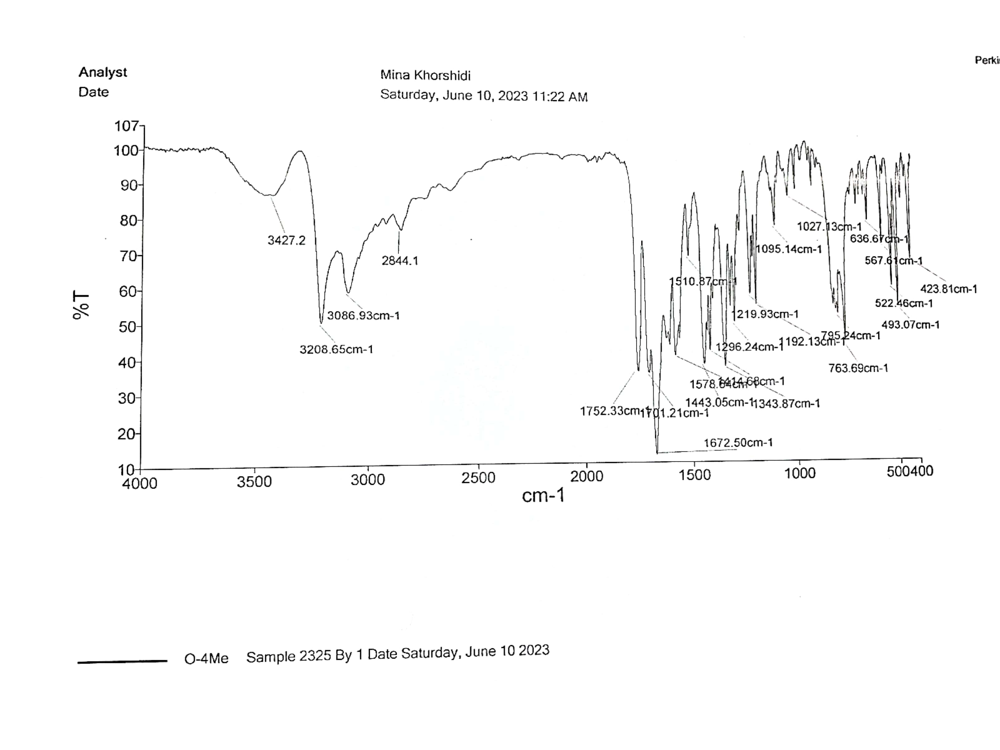 Perki
Analyst
Mina Khorshidi
Date
Saturday, June 10, 2023 11:22 AM
107
100
90
80
70
60
50
40
30
20
10
%T
3427.2
3208.65cm-1
3086.93cm-1
2844.1
1752.33cm-1
1701.21cm-1
1672.50cm-1
1578.64cm-1
1510.87cm-1
1443.05cm-1
1414.68cm-1
1343.87cm-1
1296.24cm-1
1219.93cm-1
1192.13cm-1
1095.14cm-1
1027.13cm-1
795.24cm-1
763.69cm-1
636.67cm-1
567.61cm-1
522.46cm-1
493.07cm-1
423.81cm-1
4000 3500 3000 2500 2000 1500 1000 500400
cm-1
O-4Me Sample 2325 By 1 Date Saturday, June 10 2023